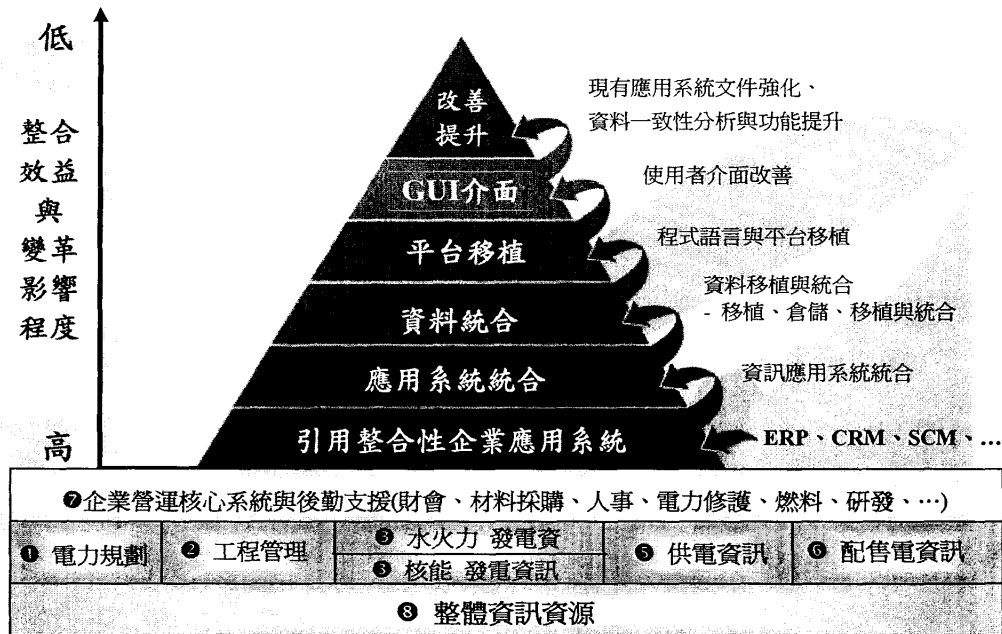 低
整合
效益
與
變革
影響
程度
高
改善
提升
GUI介面
平台移植
資料統合
應用系統統合
引用整合性企業應用系統
現有應用系統文件強化、
資料一致性分析與功能提升
使用者介面改善
程式語言與平台移植
資料移植與統合
- 移植、倉儲、移植與統合
資訊應用系統統合
ERP、CRM、SCM、…
❼企業營運核心系統與後勤支援(財會、材料採購、人事、電力修護、燃料、研發、…)
❶ 電力規劃
❷ 工程管理
❸ 水火力 發電資
❸ 核能 發電資訊
❺ 供電資訊
❻ 配售電資訊
❽ 整體資訊資源